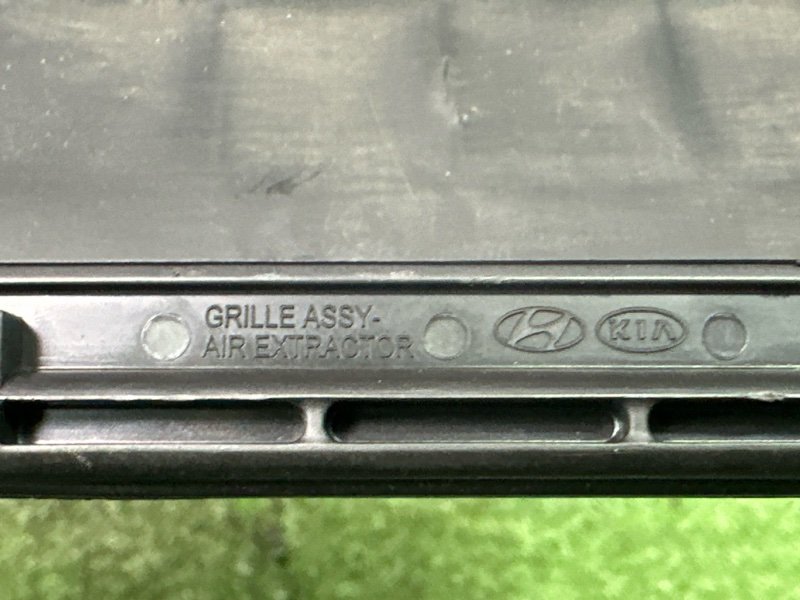 GRILLE ASSY-
AIR EXTRACTOR
KIA